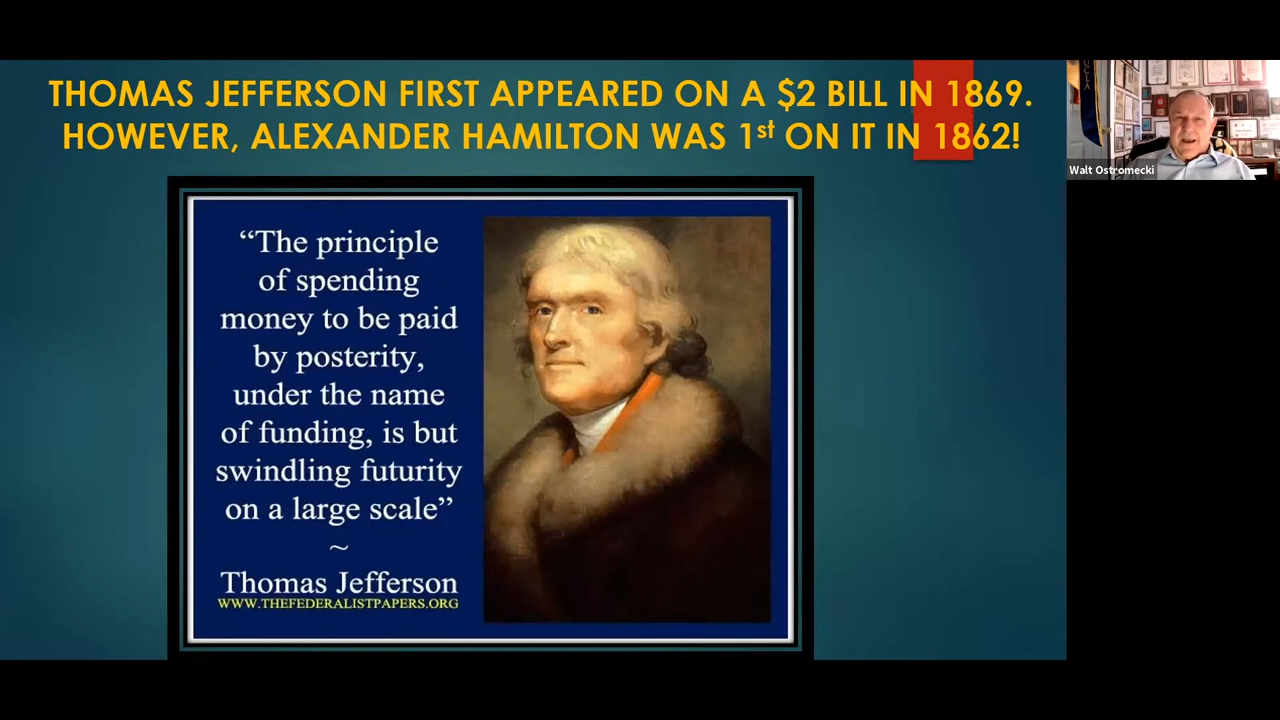 THOMAS JEFFERSON FIRST APPEARED ON A $2 BILL IN 1869.
HOWEVER, ALEXANDER HAMILTON WAS 1st ON IT IN 1862!
“The principle
of spending
money to be paid
by posterity,
under the name
of funding, is but
swindling futurity
on a large scale”
~
Thomas Jefferson
WWW.THEFEDERALISTPAPERS.ORG
Walt Ostromecki